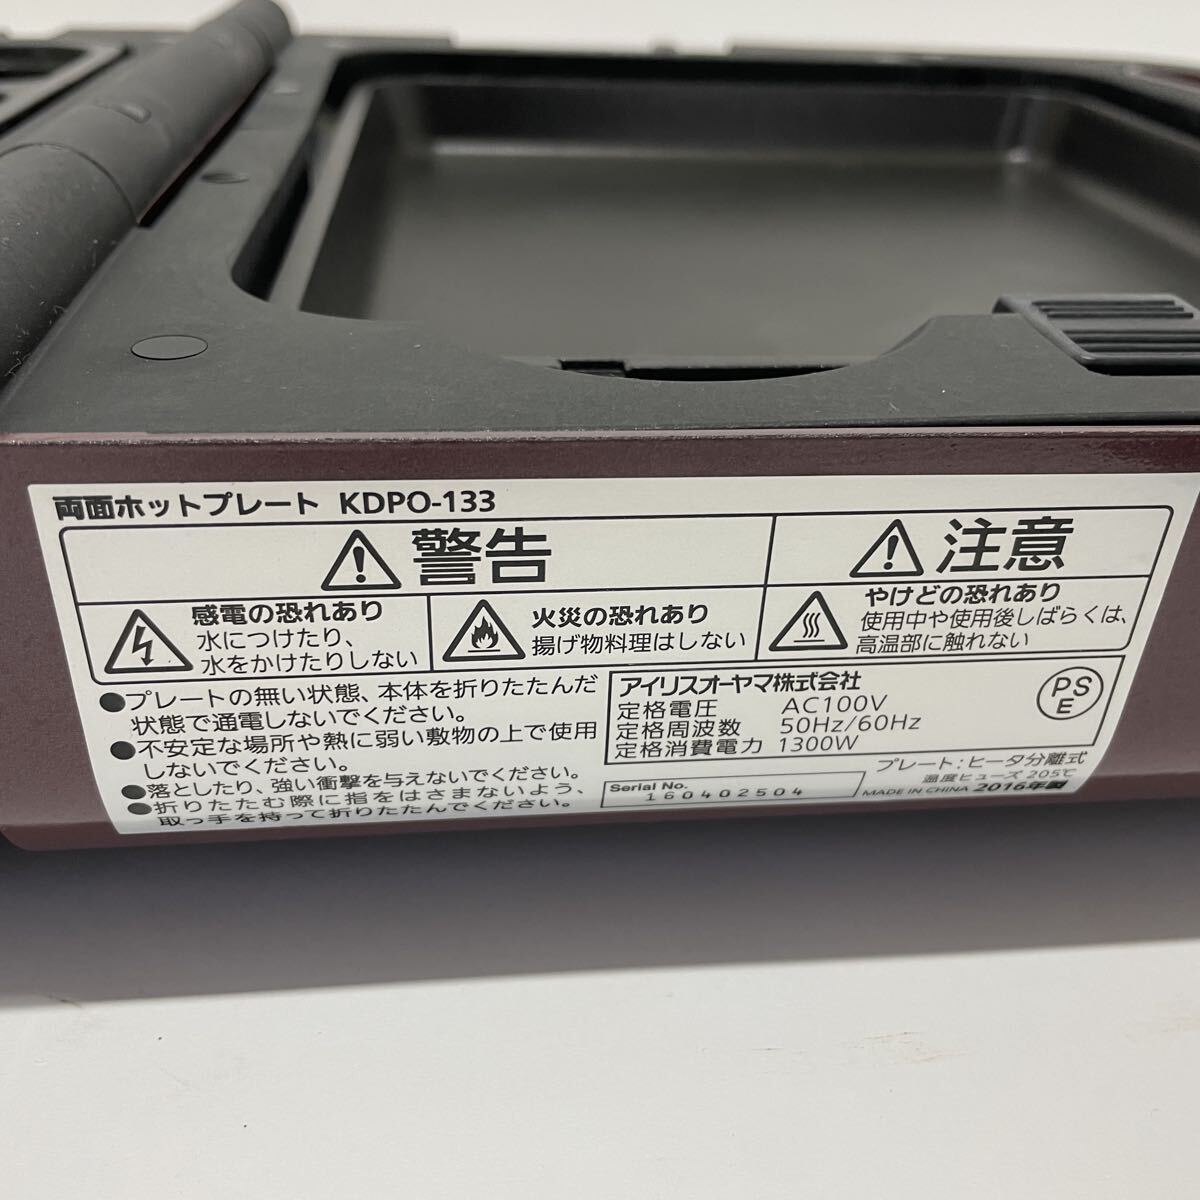 両面ホットプレート KDPO-133
警告
感電の恐れあり
水につけたり、
水をかけたりしない
火災の恐れあり
揚げ物料理はしない
注意
やけどの恐れあり
使用中や使用後しばらくは、
高温部に触れない
●プレートの無い状態、本体を折りたたんだ
状態で通電しないでください。
●不安定な場所や熱に弱い敷物の上で使用
しないでください。
●落としたり、強い衝撃を与えないでください。
●折りたたむ際に指をはさまないよう、
取っ手を持って折りたたんでください。
アイリスオーヤマ株式会社
定格電圧 AC100V
定格周波数 50Hz/60Hz
定格消費電力 1300W
PS
E
プレート:ヒータ分離式
温度ヒューズ 205℃
MADE IN CHINA 2016年製
Serial No.
160402504